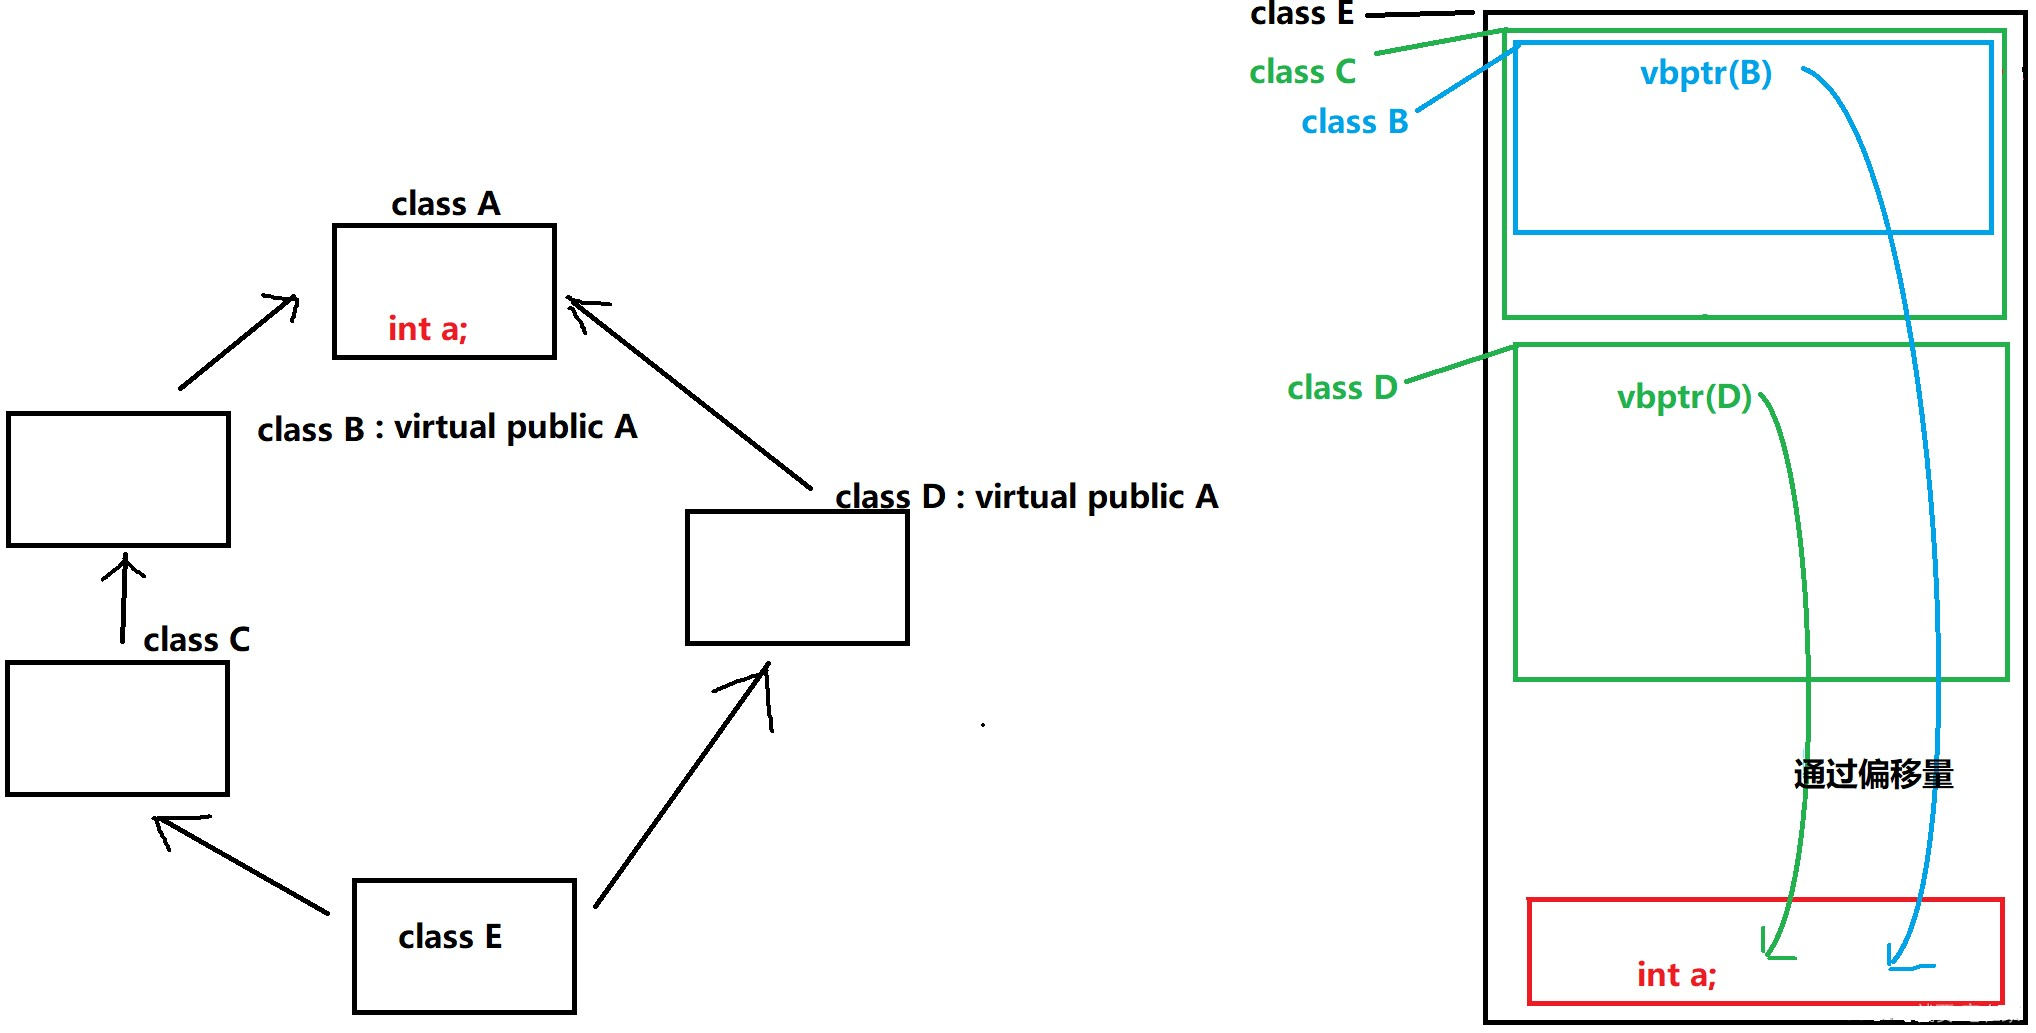 class A
int a;
class B : virtual public A
class D : virtual public A
class C
class E
class E
class C
class B
vbptr(B)
class D
vbptr(D)
通过偏移量
int a;